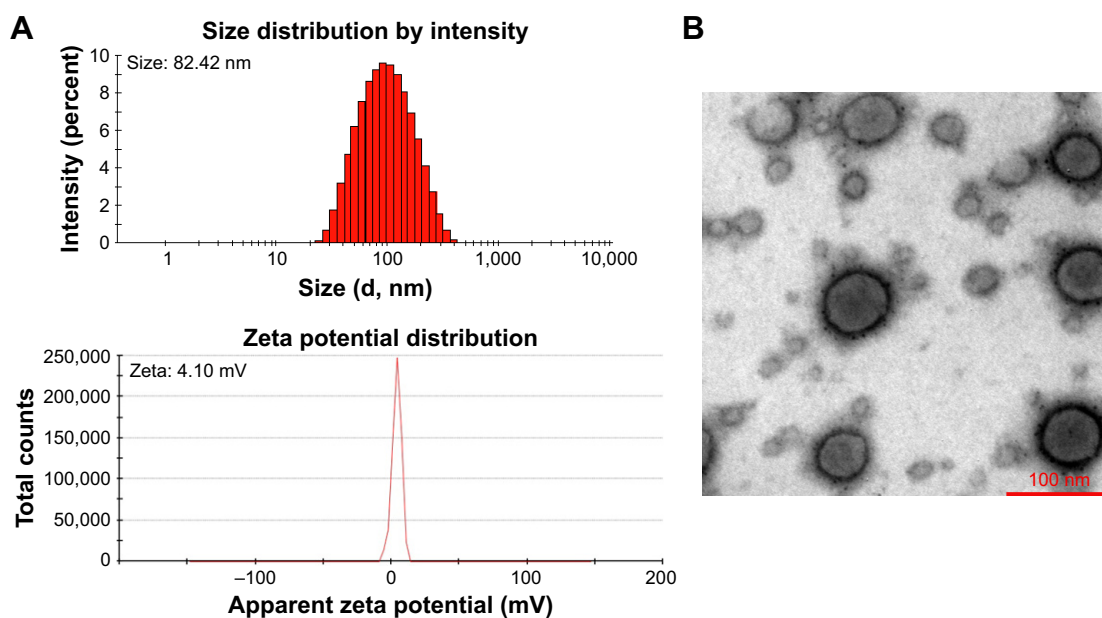 A
Size distribution by intensity
Size: 82.42 nm
Intensity (percent)
10
8
6
4
2
0
1
10
100
1,000
10,000
Size (d, nm)
Zeta potential distribution
Zeta: 4.10 mV
Total counts
250,000
200,000
150,000
100,000
50,000
0
–100
0
100
200
Apparent zeta potential (mV)
B
100 nm